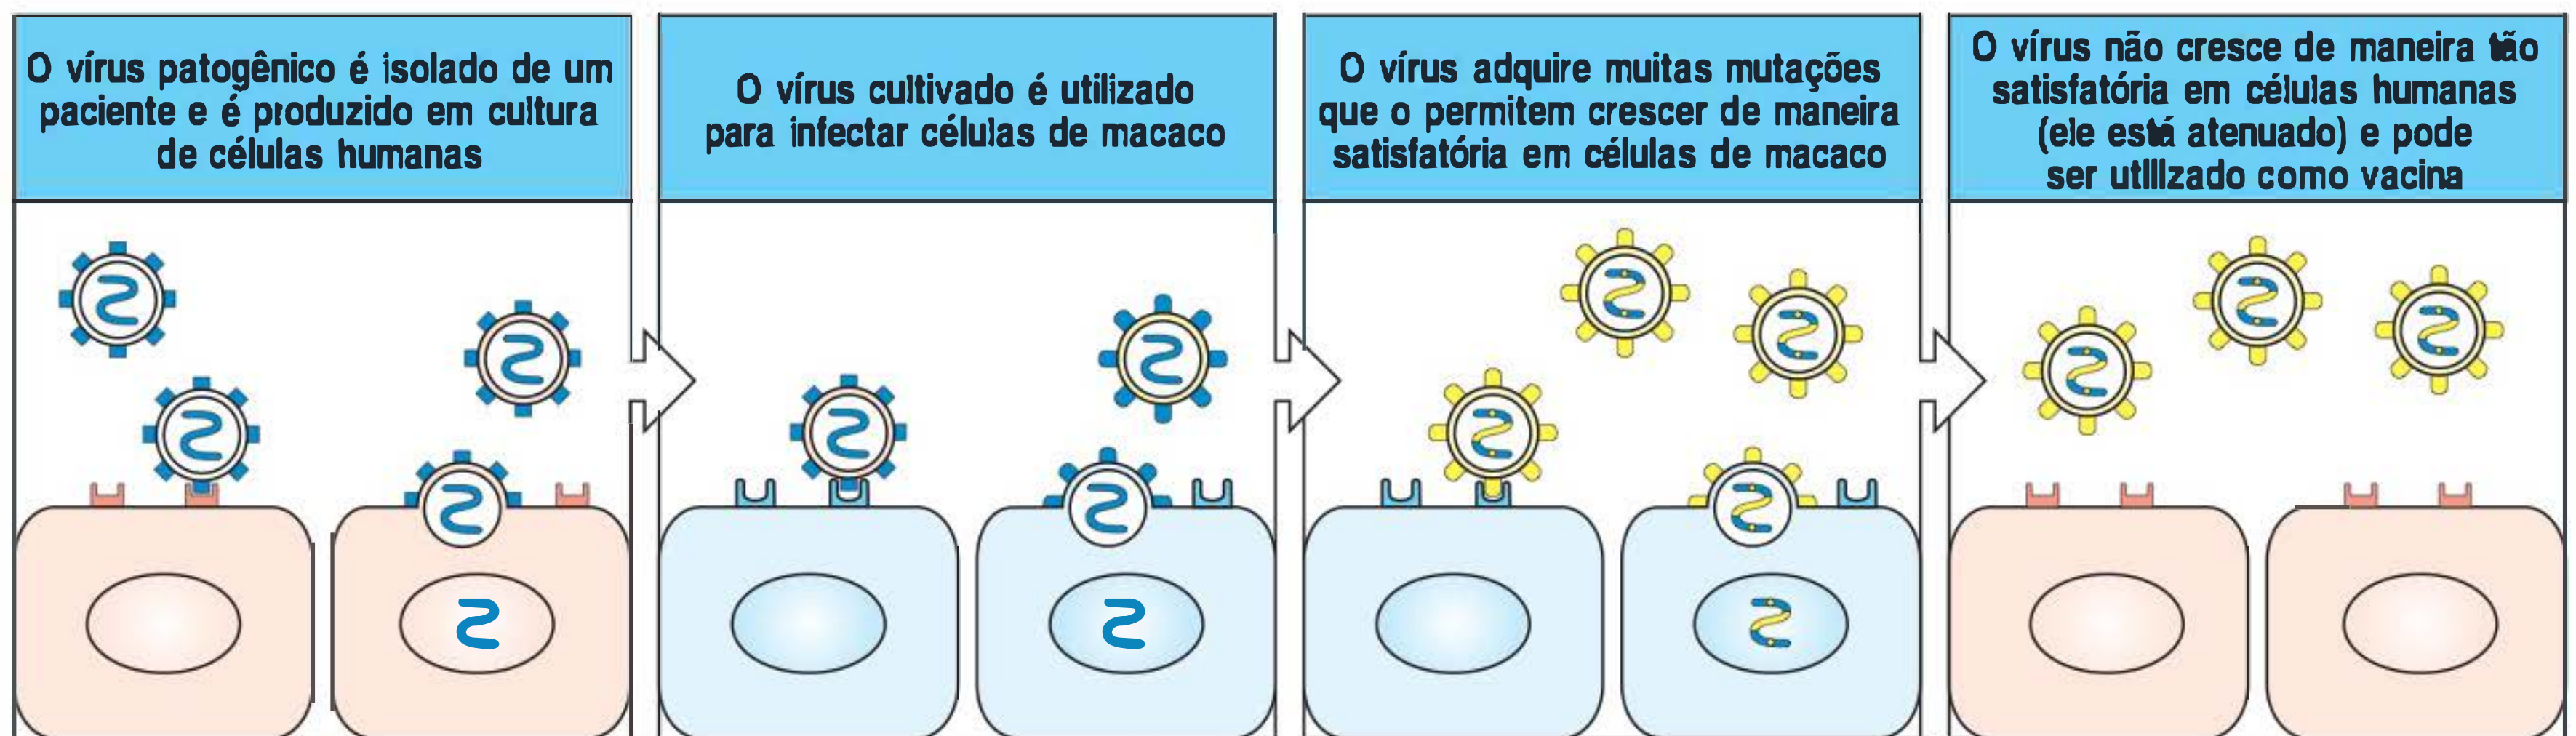 O vírus patogênico é isolado de um
paciente e é produzido em cultura
de células humanas
O vírus cultivado é utilizado
para infectar células de macaco
O vírus adquire muitas mutações
que o permitem crescer de maneira
satisfatória em células de macaco
O vírus não cresce de maneira tão
satisfatória em células humanas
(ele está atenuado) e pode
ser utilizado como vacina